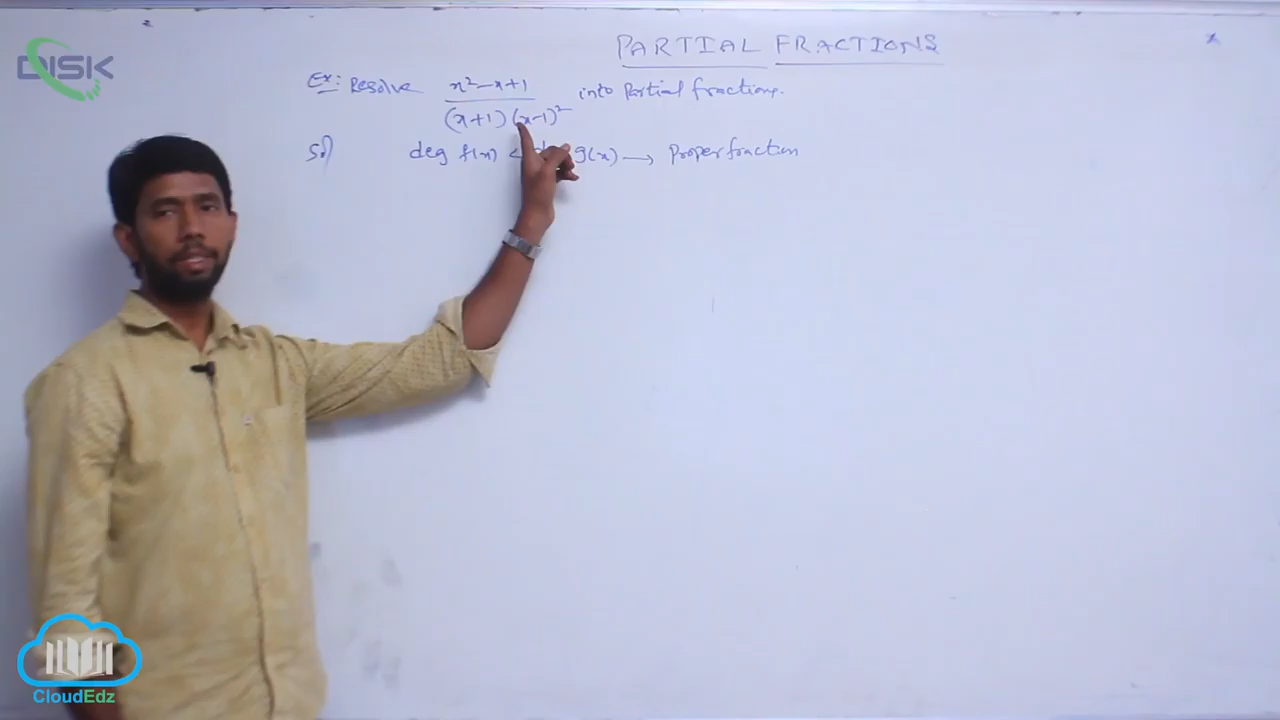 DISK
PARTIAL FRACTIONS
Ex: Resolve x²-x+1 / (x+1)(x-1)² into Partial fractions.
Sol deg f(x) < g(x) → Proper fraction
CloudEdz